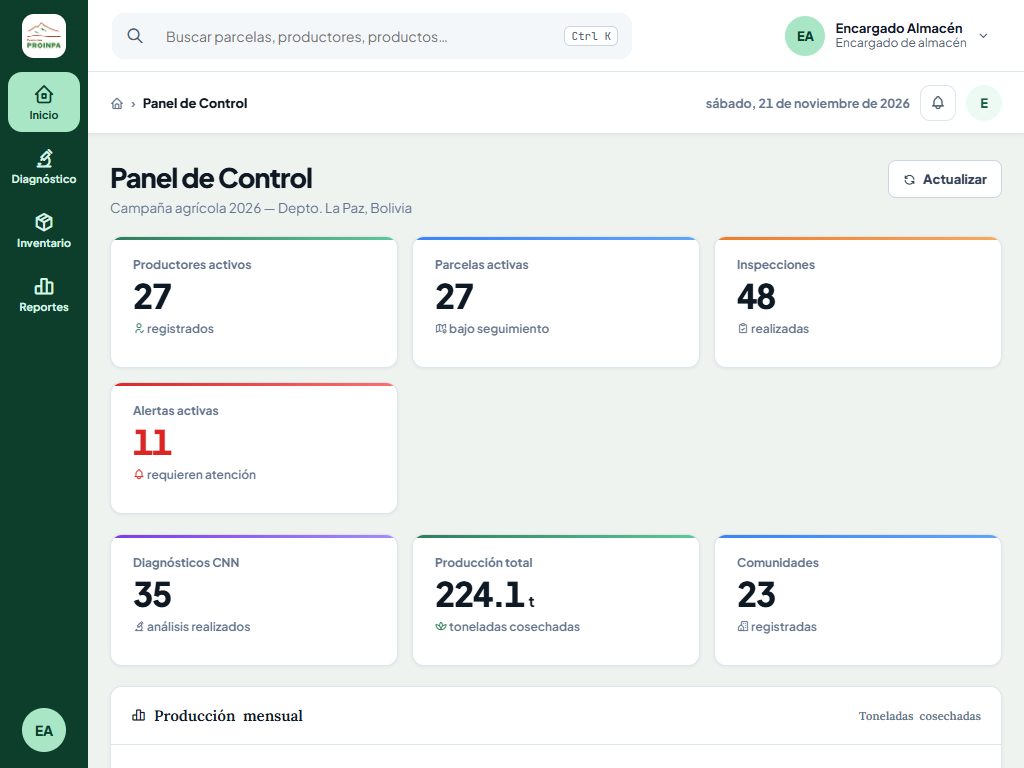 PROINPA
Buscar parcelas, productores, productos...
Ctrl K
EA
Encargado Almacén
Encargado de almacén
Inicio
Diagnóstico
Inventario
Reportes
EA
› Panel de Control
sábado, 21 de noviembre de 2026
E
Panel de Control
Campaña agrícola 2026 — Depto. La Paz, Bolivia
Actualizar
Productores activos
27
registrados
Parcelas activas
27
bajo seguimiento
Inspecciones
48
realizadas
Alertas activas
11
requieren atención
Diagnósticos CNN
35
análisis realizados
Producción total
224.1 t
toneladas cosechadas
Comunidades
23
registradas
Producción mensual
Toneladas cosechadas